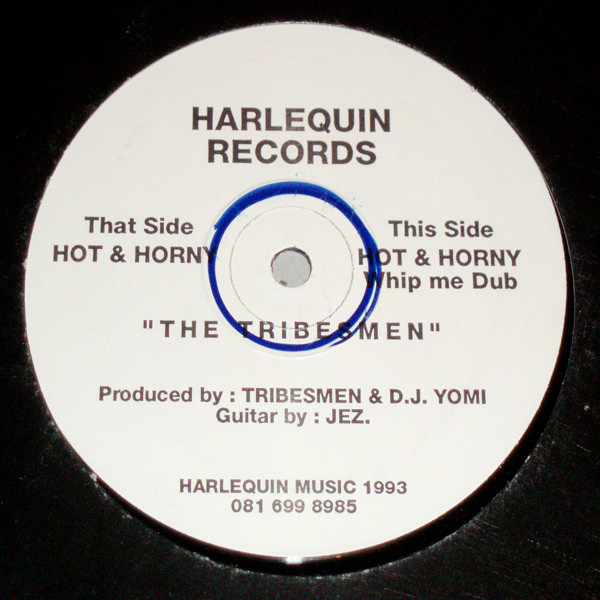 HARLEQUIN
RECORDS
That Side
HOT & HORNY
This Side
HOT & HORNY
Whip me Dub
"THE TRIBESMEN"
Produced by : TRIBESMEN & D.J. YOMI
Guitar by : JEZ.
HARLEQUIN MUSIC 1993
081 699 8985